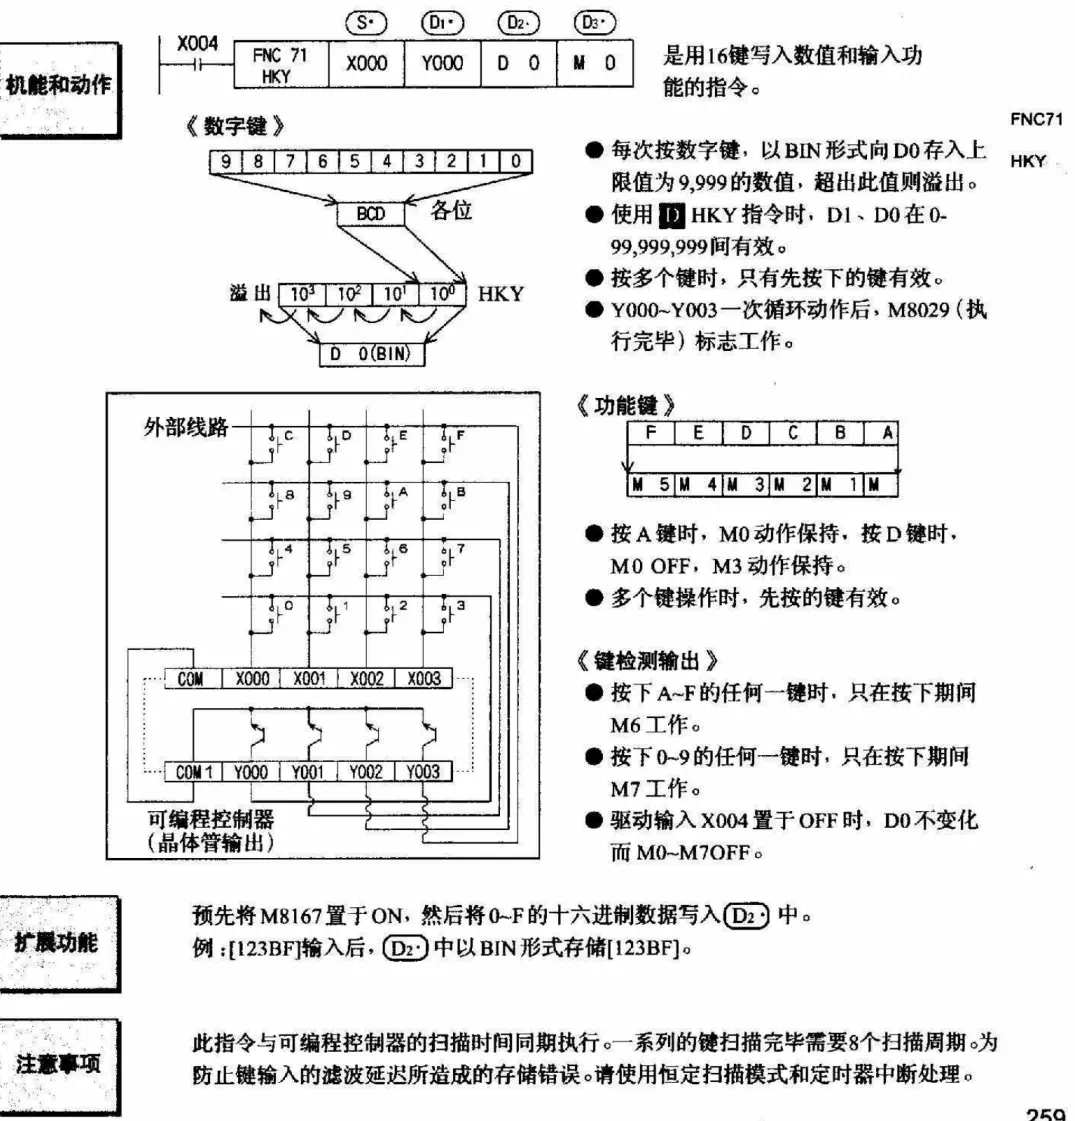 S· D1· D2· D3·
X004
FNC 71 HKY X000 Y000 D 0 M 0
机能和动作
是用16键写入数值和输入功
能的指令。
FNC71
HKY
《数字键》
9 8 7 6 5 4 3 2 1 0
BCD 各位
溢出 10³ 10² 10¹ 10⁰ HKY
D 0(BIN)
● 每次按数字键，以BIN形式向D0存入上
限值为9,999的数值，超出此值则溢出。
● 使用 D HKY指令时，D1、D0在0-
99,999,999间有效。
● 按多个键时，只有先按下的键有效。
● Y000~Y003一次循环动作后，M8029（执
行完毕）标志工作。
外部线路
C D E F
8 9 A B
4 5 6 7
0 1 2 3
COM X000 X001 X002 X003
COM1 Y000 Y001 Y002 Y003
可编程控制器
（晶体管输出）
《功能键》
F E D C B A
M 5 M 4 M 3 M 2 M 1 M
● 按A键时，M0动作保持，按D键时，
M0 OFF，M3动作保持。
● 多个键操作时，先按的键有效。
《键检测输出》
● 按下A~F的任何一键时，只在按下期间
M6工作。
● 按下0~9的任何一键时，只在按下期间
M7工作。
● 驱动输入X004置于OFF时，D0不变化
而M0~M7OFF。
扩展功能
预先将M8167置于ON，然后将0~F的十六进制数据写入(D2·)中。
例:[123BF]输入后，(D2·)中以BIN形式存储[123BF]。
注意事项
此指令与可编程控制器的扫描时间同期执行。一系列的键扫描完毕需要8个扫描周期。为
防止键输入的滤波延迟所造成的存储错误。请使用恒定扫描模式和定时器中断处理。
259